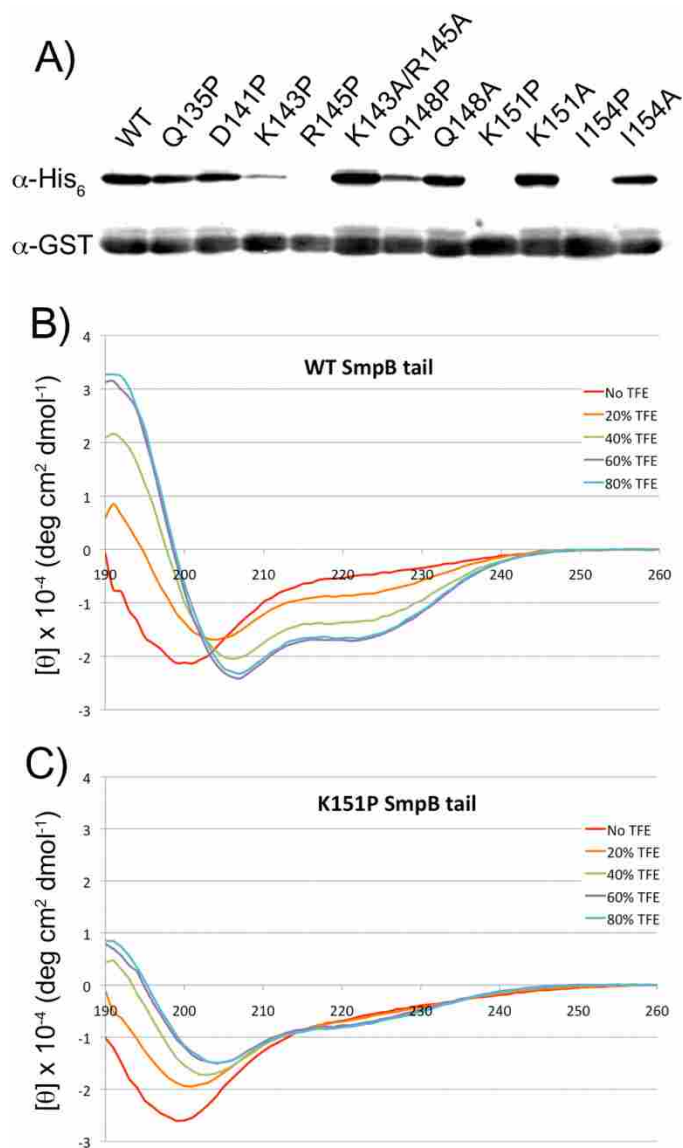 A)
WT Q135P D141P K143P R145P K143A/R145A Q148P Q148A K151P K151A I154P I154A
α-His6
α-GST
B)
WT SmpB tail
[θ] x 10-4 (deg cm2 dmol-1)
4
3
2
1
0
-1
-2
-3
190 200 210 220 230 240 250 260
No TFE
20% TFE
40% TFE
60% TFE
80% TFE
C)
K151P SmpB tail
[θ] x 10-4 (deg cm2 dmol-1)
4
3
2
1
0
-1
-2
-3
190 200 210 220 230 240 250 260
No TFE
20% TFE
40% TFE
60% TFE
80% TFE